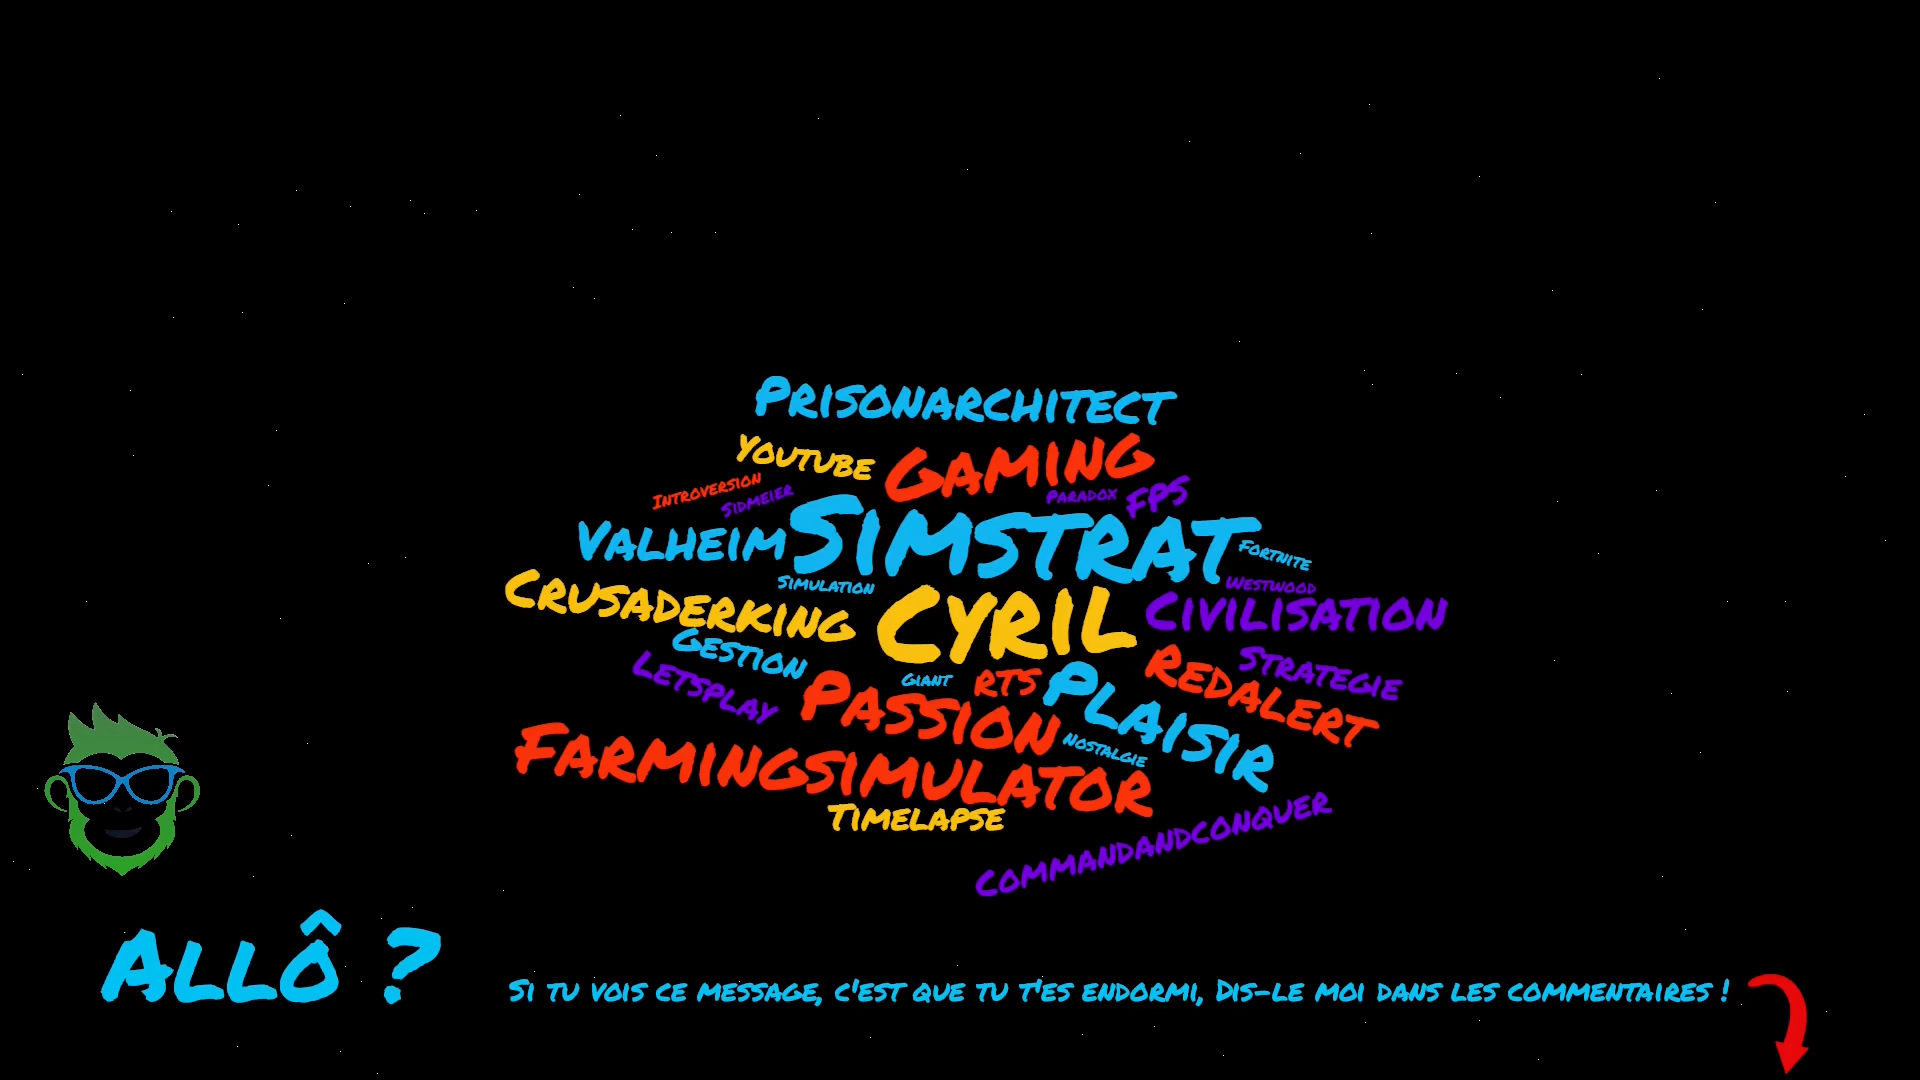 Prisonarchitect
Youtube
Gaming
Introversion
Sidmeier
Paradox
FPS
Valheim
Simstrat
Fortnite
Simulation
Westwood
Crusaderking
Cyril
Civilisation
Gestion
Strategie
Letsplay
Giant
RTS
Plaisir
Redalert
Passion
Nostalgie
Farmingsimulator
Timelapse
Commandandconquer
Allô ?
Si tu vois ce message, c'est que tu t'es endormi, Dis-le moi dans les commentaires !